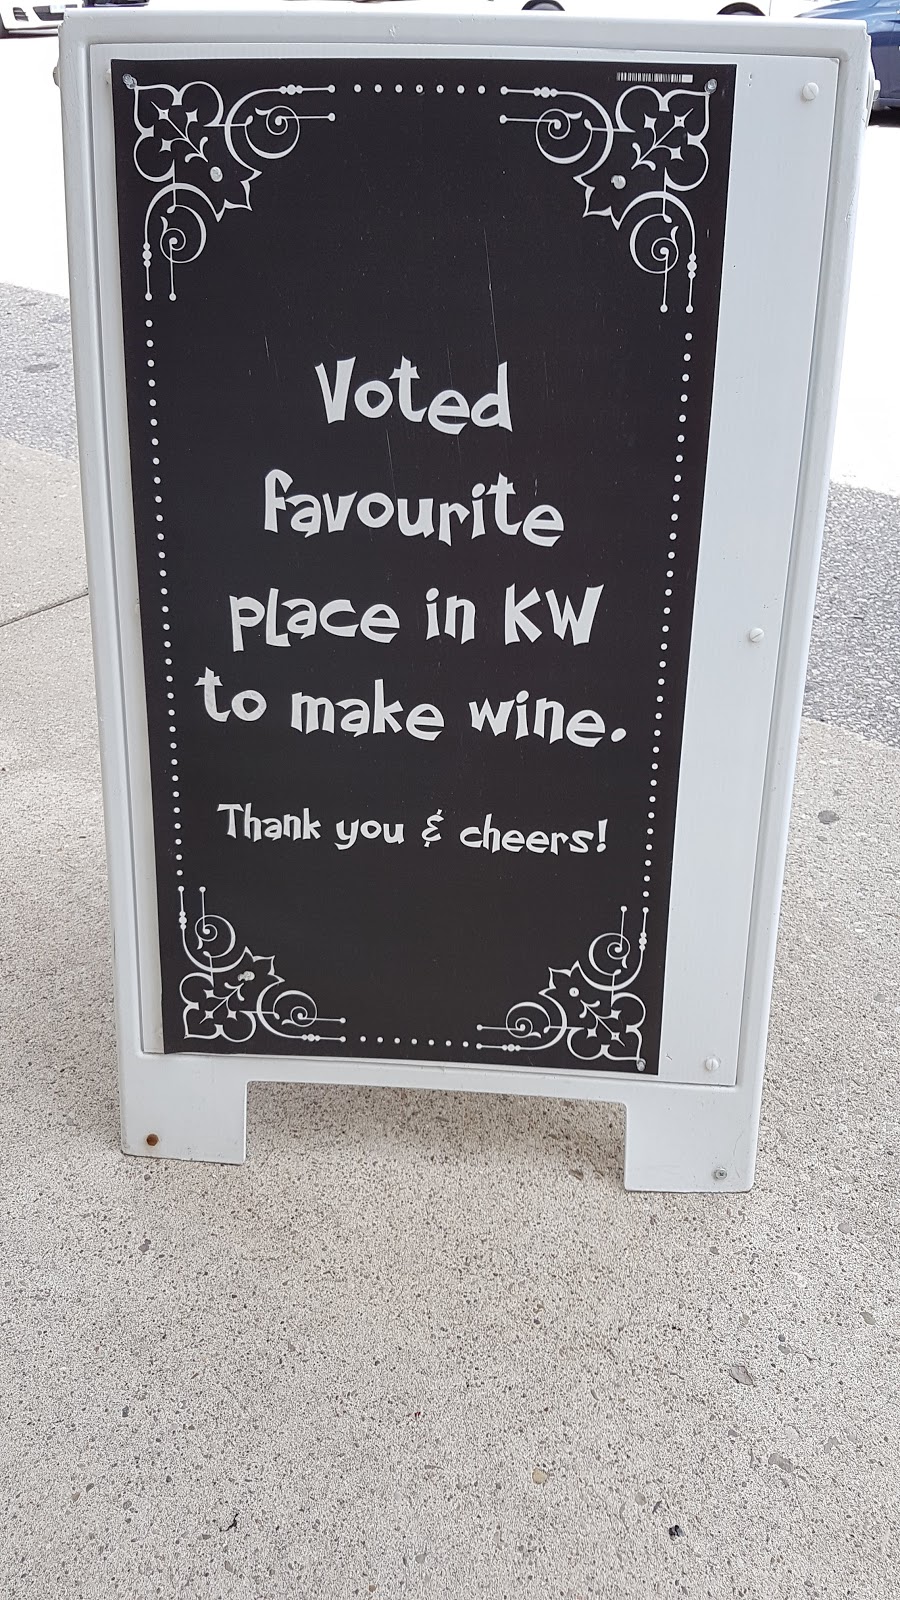 Voted
favourite
place in KW
to make wine.
Thank you & cheers!